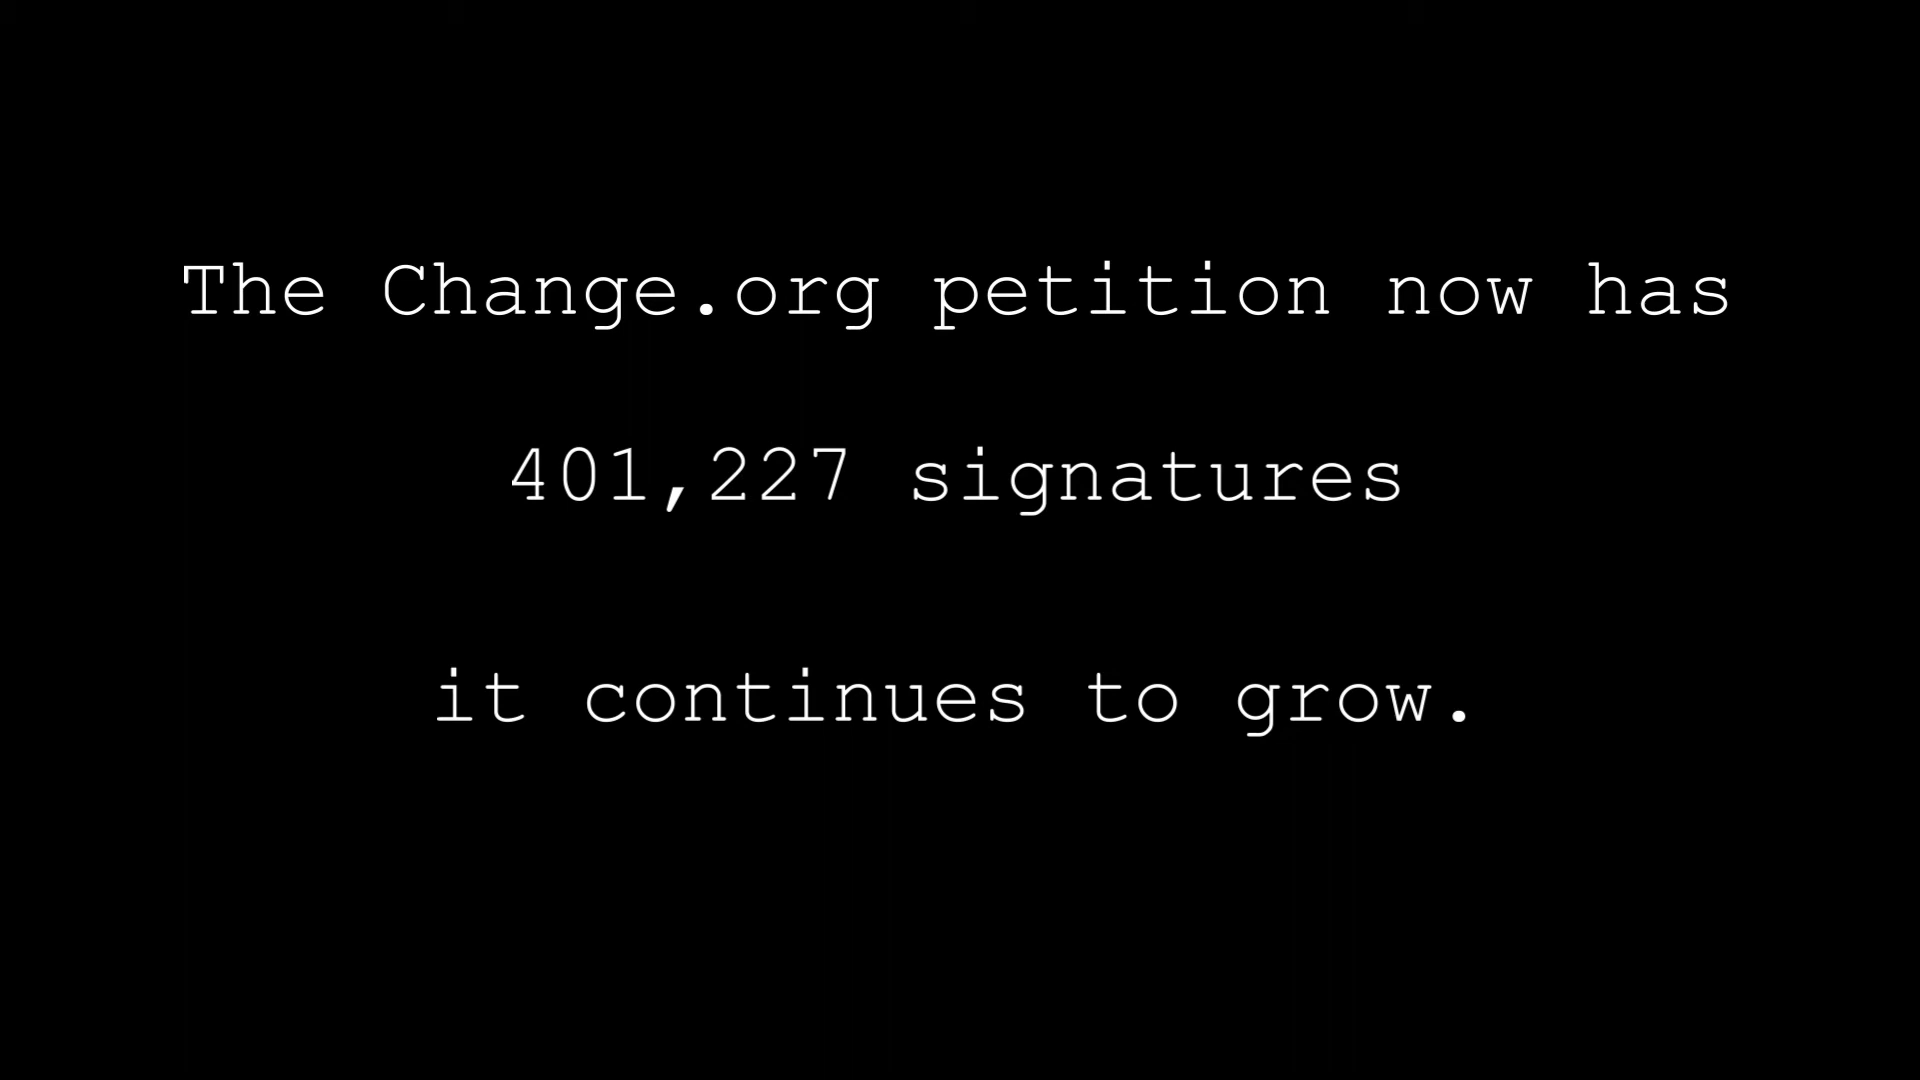 The Change.org petition now has
401,227 signatures
it continues to grow.